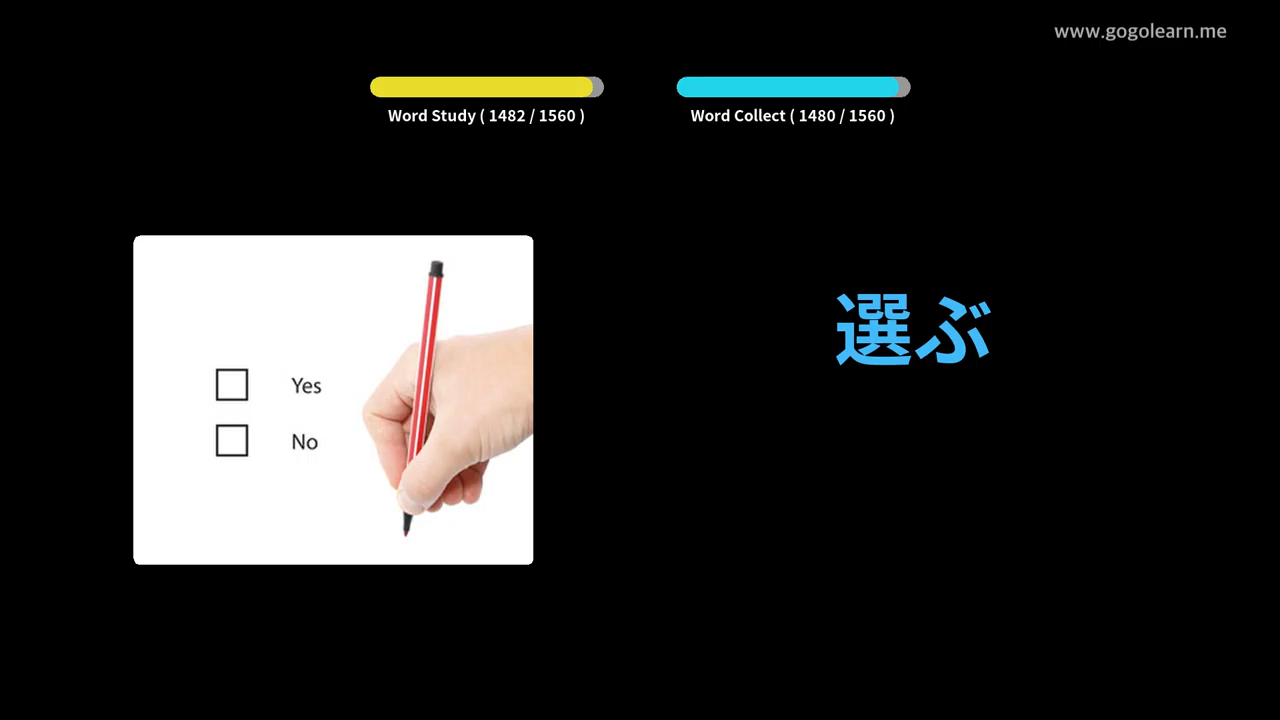 www.gogolearn.me
Word Study ( 1482 / 1560 )
Word Collect ( 1480 / 1560 )
Yes
No
選ぶ